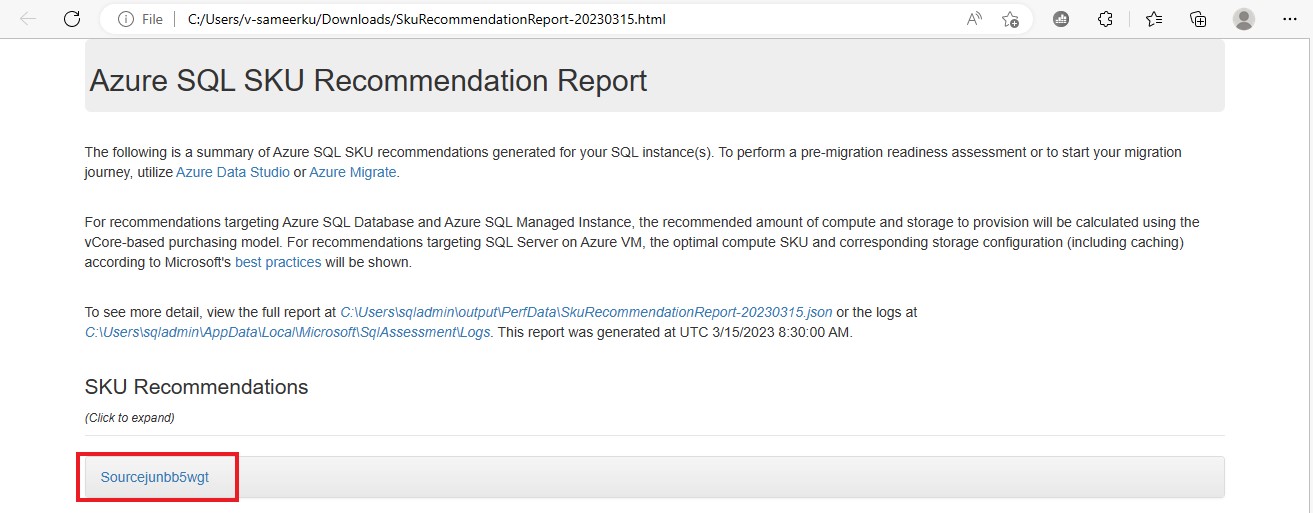 File C:/Users/v-sameerku/Downloads/SkuRecommendationReport-20230315.html
Azure SQL SKU Recommendation Report
The following is a summary of Azure SQL SKU recommendations generated for your SQL instance(s). To perform a pre-migration readiness assessment or to start your migration
journey, utilize Azure Data Studio or Azure Migrate.
For recommendations targeting Azure SQL Database and Azure SQL Managed Instance, the recommended amount of compute and storage to provision will be calculated using the
vCore-based purchasing model. For recommendations targeting SQL Server on Azure VM, the optimal compute SKU and corresponding storage configuration (including caching)
according to Microsoft's best practices will be shown.
To see more detail, view the full report at C:\Users\sqladmin\output\PerfData\SkuRecommendationReport-20230315.json or the logs at
C:\Users\sqladmin\AppData\Local\Microsoft\SqlAssessment\Logs. This report was generated at UTC 3/15/2023 8:30:00 AM.
SKU Recommendations
(Click to expand)
Sourcejunbb5wgt